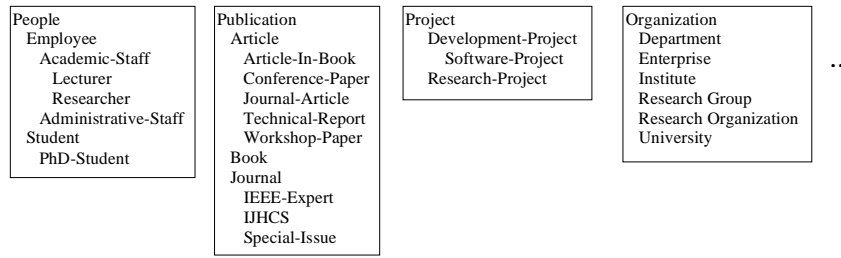 People
Employee
Academic-Staff
Lecturer
Researcher
Administrative-Staff
Student
PhD-Student
Publication
Article
Article-In-Book
Conference-Paper
Journal-Article
Technical-Report
Workshop-Paper
Book
Journal
IEEE-Expert
IJHCS
Special-Issue
Project
Development-Project
Software-Project
Research-Project
Organization
Department
Enterprise
Institute
Research Group
Research Organization
University
..